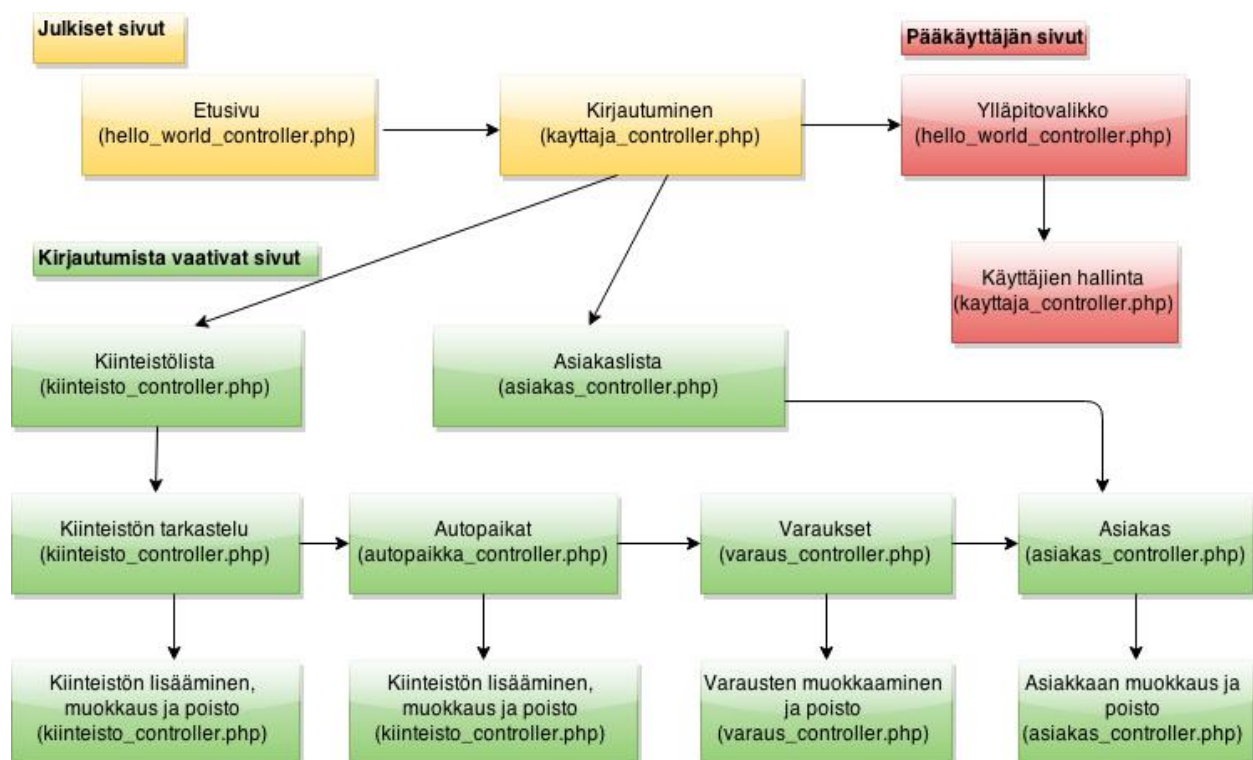 Julkiset sivut
Pääkäyttäjän sivut
Etusivu
(hello_world_controller.php)
Kirjautuminen
(kayttaja_controller.php)
Ylläpitovalikko
(hello_world_controller.php)
Kirjautumista vaativat sivut
Käyttäjien hallinta
(kayttaja_controller.php)
Kiinteistölista
(kiinteisto_controller.php)
Asiakaslista
(asiakas_controller.php)
Kiinteistön tarkastelu
(kiinteisto_controller.php)
Autopaikat
(autopaikka_controller.php)
Varaukset
(varaus_controller.php)
Asiakas
(asiakas_controller.php)
Kiinteistön lisääminen,
muokkaus ja poisto
(kiinteisto_controller.php)
Kiinteistön lisääminen,
muokkaus ja poisto
(kiinteisto_controller.php)
Varausten muokkaaminen
ja poisto
(varaus_controller.php)
Asiakkaan muokkaus ja
poisto
(asiakas_controller.php)